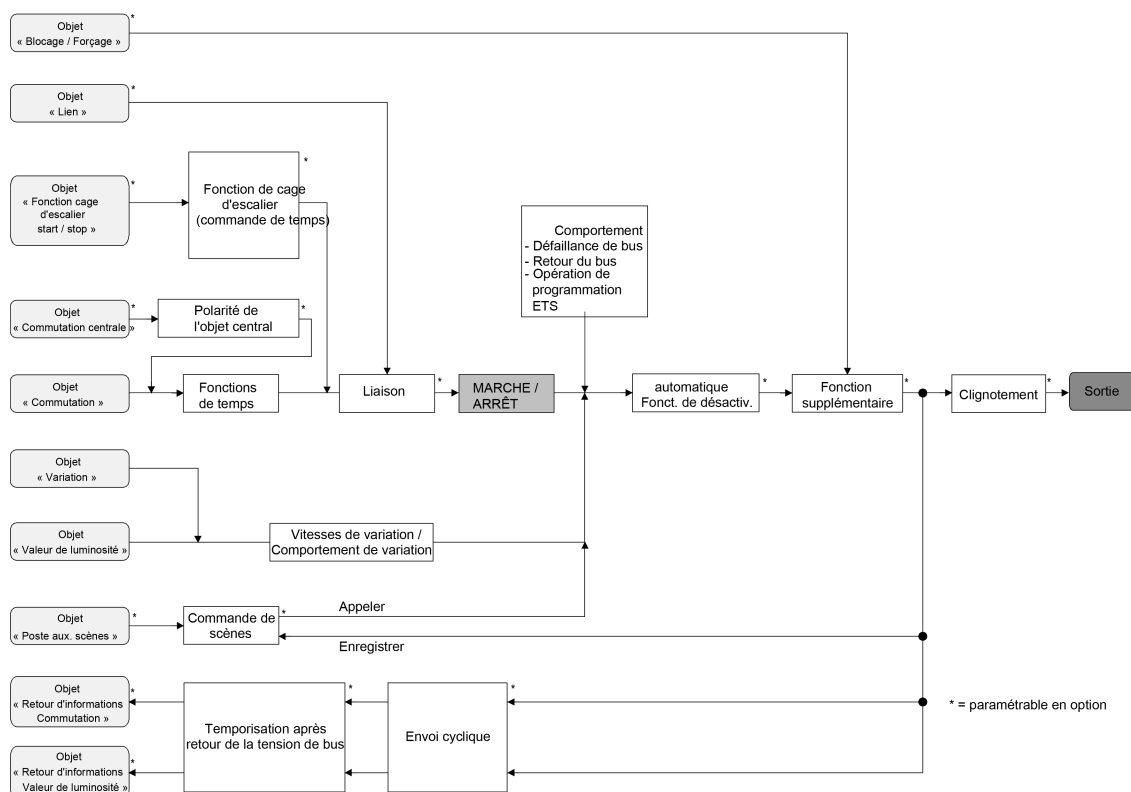 Objet
*
« Blocage / Forçage »
Objet
*
« Lien »
Objet
*
« Fonction cage
d'escalier
start / stop »
*
Fonction de cage
d'escalier
(commande de temps)
Comportement
- Défaillance de bus
- Retour du bus
- Opération de
programmation
ETS
Objet
*
« Commutation centrale »
Polarité de
*
l'objet central
Objet
*
« Commutation »
Fonctions
de temps
Liaison
*
MARCHE /
ARRÊT
automatique
*
Fonct. de désactiv.
Fonction
*
supplémentaire
Clignotement
*
Sortie
Objet
« Variation »
Objet
« Valeur de luminosité »
Vitesses de variation /
Comportement de variation
Objet
*
« Poste aux. scènes »
Commande de
*
scènes
Appeler
Enregistrer
Objet
*
« Retour d'informations
Commutation »
*
Temporisation après
retour de la tension de bus
*
Envoi cyclique
* = paramétrable en option
Objet
*
« Retour d'informations
Valeur de luminosité »